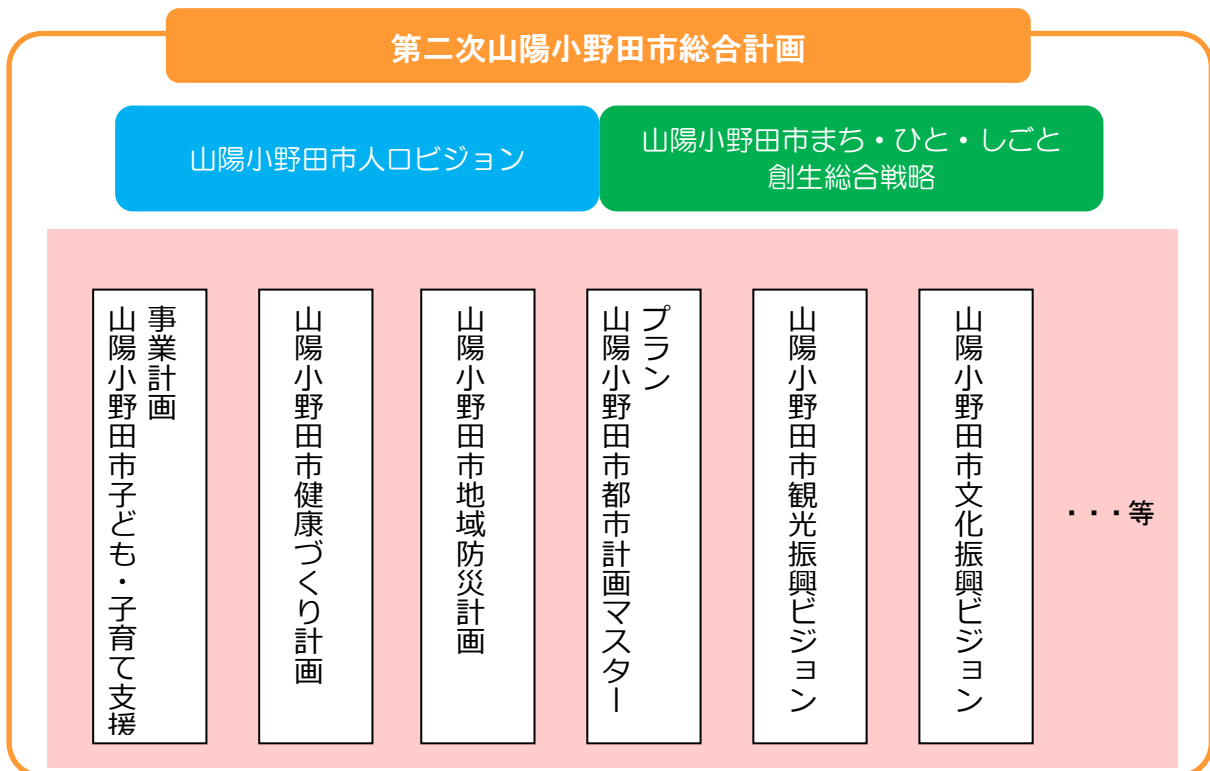 第二次山陽小野田市総合計画
山陽小野田市人口ビジョン
山陽小野田市まち・ひと・しごと
創生総合戦略
山陽小野田市子ども・子育て支援
事業計画
山陽小野田市健康づくり計画
山陽小野田市地域防災計画
山陽小野田市都市計画マスター
プラン
山陽小野田市観光振興ビジョン
山陽小野田市文化振興ビジョン
・・・等